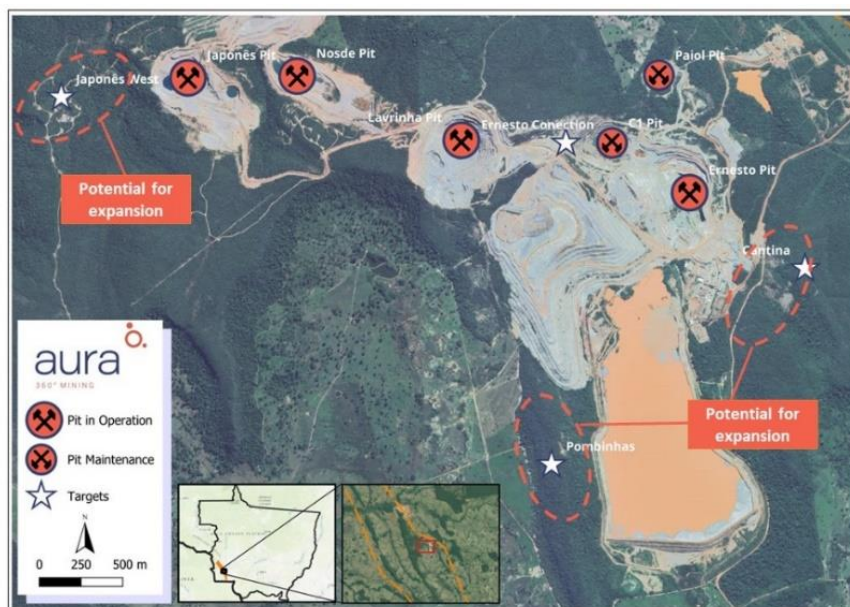 Japonês Pit
Nosde Pit
Paiol Pit
Japonês West
Lavrinha Pit
Ernesto Conection
C1 Pit
Potential for
expansion
Ernesto Pit
Cantina
aura
360° MINING
Pit in Operation
Pit Maintenance
Targets
N
0 250 500 m
Potential for
expansion
Pombinhas